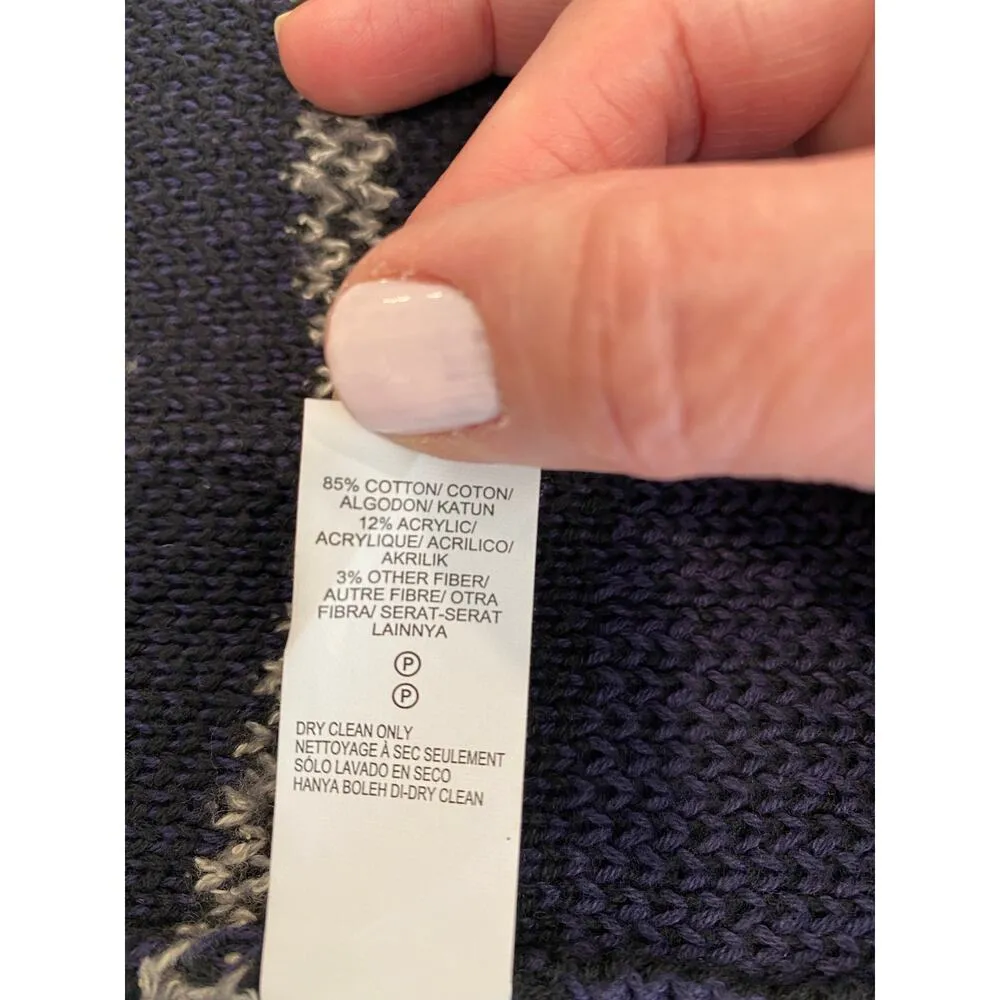 85% COTTON/ COTON/
ALGODON/ KATUN
12% ACRYLIC/
ACRYLIQUE/ ACRILICO/
AKRILIK
3% OTHER FIBER/
AUTRE FIBRE/ OTRA
FIBRA/ SERAT-SERAT
LAINNYA
P
P
DRY CLEAN ONLY
NETTOYAGE À SEC SEULEMENT
SÓLO LAVADO EN SECO
HANYA BOLEH DI-DRY CLEAN